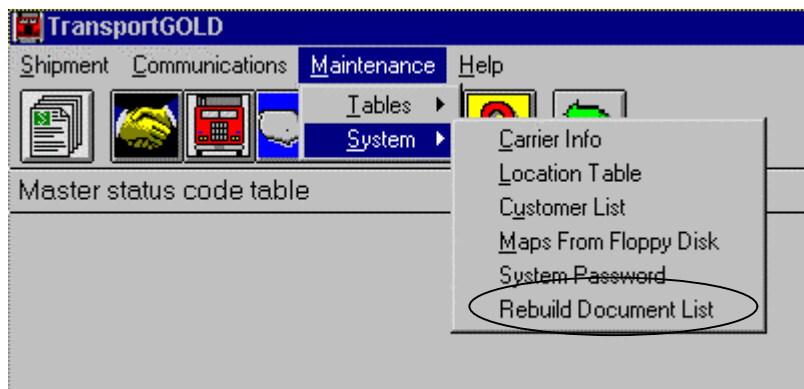 TransportGOLD
Shipment Communications Maintenance Help
Tables
System
Carrier Info
Location Table
Customer List
Maps From Floppy Disk
System Password
Rebuild Document List
Master status code table